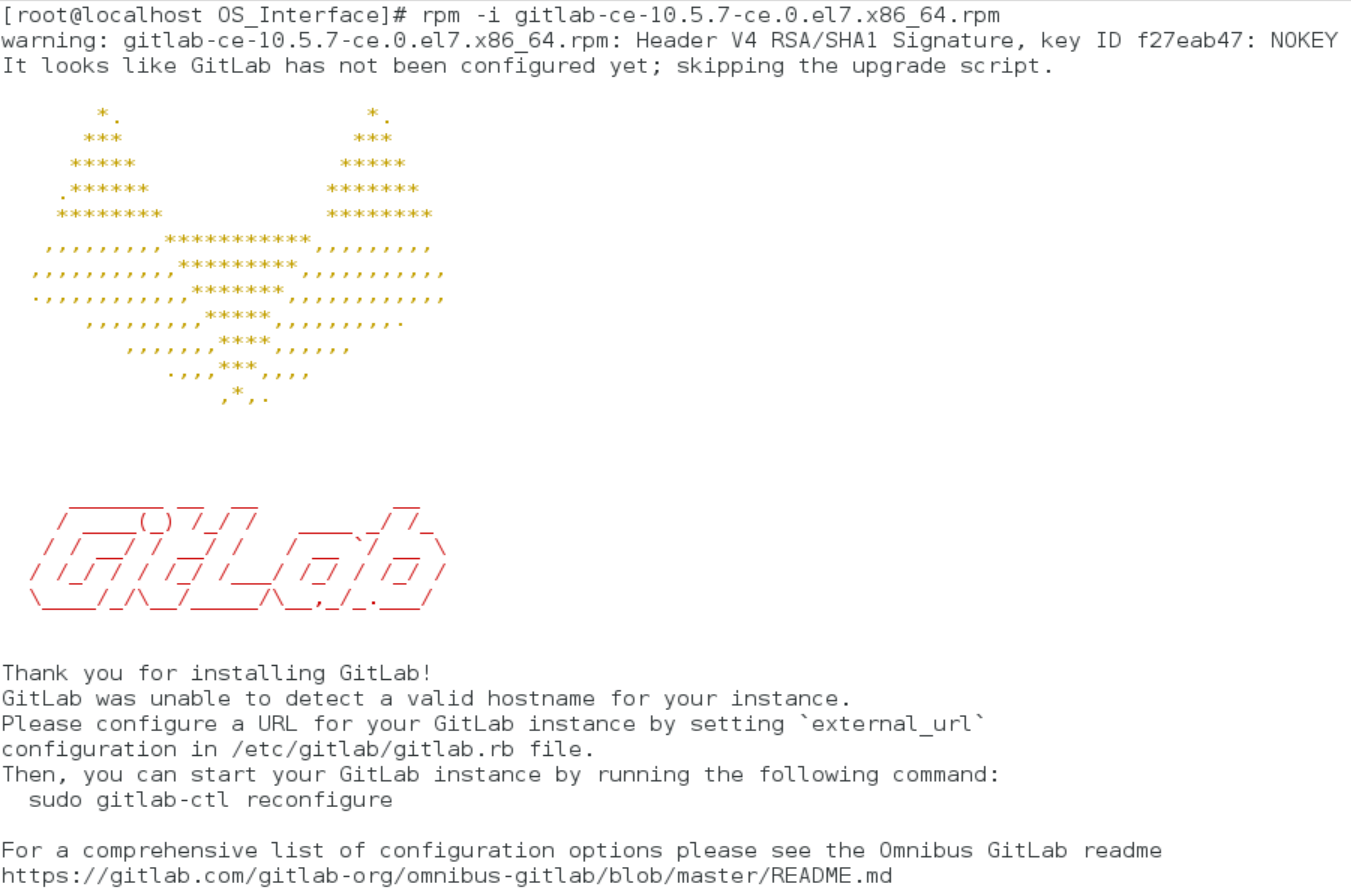 [root@localhost OS_Interface]# rpm -i gitlab-ce-10.5.7-ce.0.el7.x86_64.rpm
warning: gitlab-ce-10.5.7-ce.0.el7.x86_64.rpm: Header V4 RSA/SHA1 Signature, key ID f27eab47: NOKEY
It looks like GitLab has not been configured yet; skipping the upgrade script.
GitLab
Thank you for installing GitLab!
GitLab was unable to detect a valid hostname for your instance.
Please configure a URL for your GitLab instance by setting `external_url`
configuration in /etc/gitlab/gitlab.rb file.
Then, you can start your GitLab instance by running the following command:
  sudo gitlab-ctl reconfigure
For a comprehensive list of configuration options please see the Omnibus GitLab readme
https://gitlab.com/gitlab-org/omnibus-gitlab/blob/master/README.md